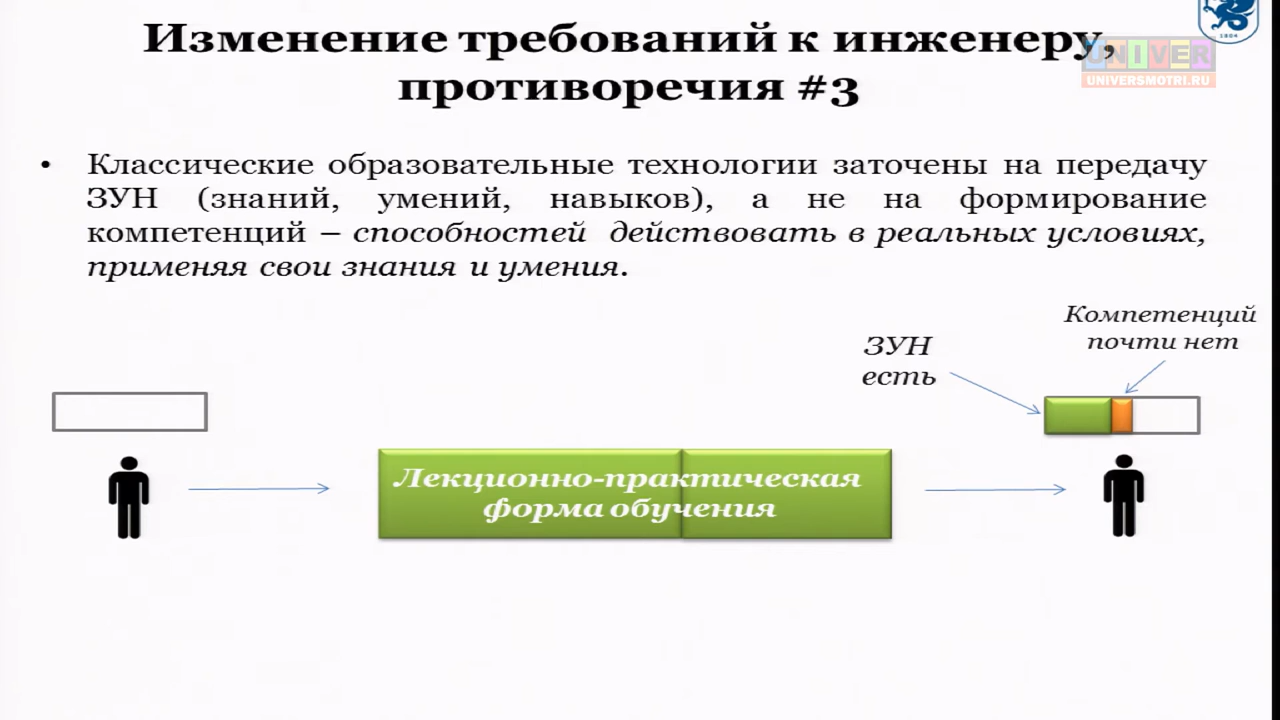 Изменение требований к инженеру,
противоречия #3
UNIVER
UNIVERSMOTRI.RU
1804
• Классические образовательные технологии заточены на передачу
ЗУН (знаний, умений, навыков), а не на формирование
компетенций – способностей действовать в реальных условиях,
применяя свои знания и умения.
Компетенций
почти нет
ЗУН
есть
Лекционно-практическая
форма обучения